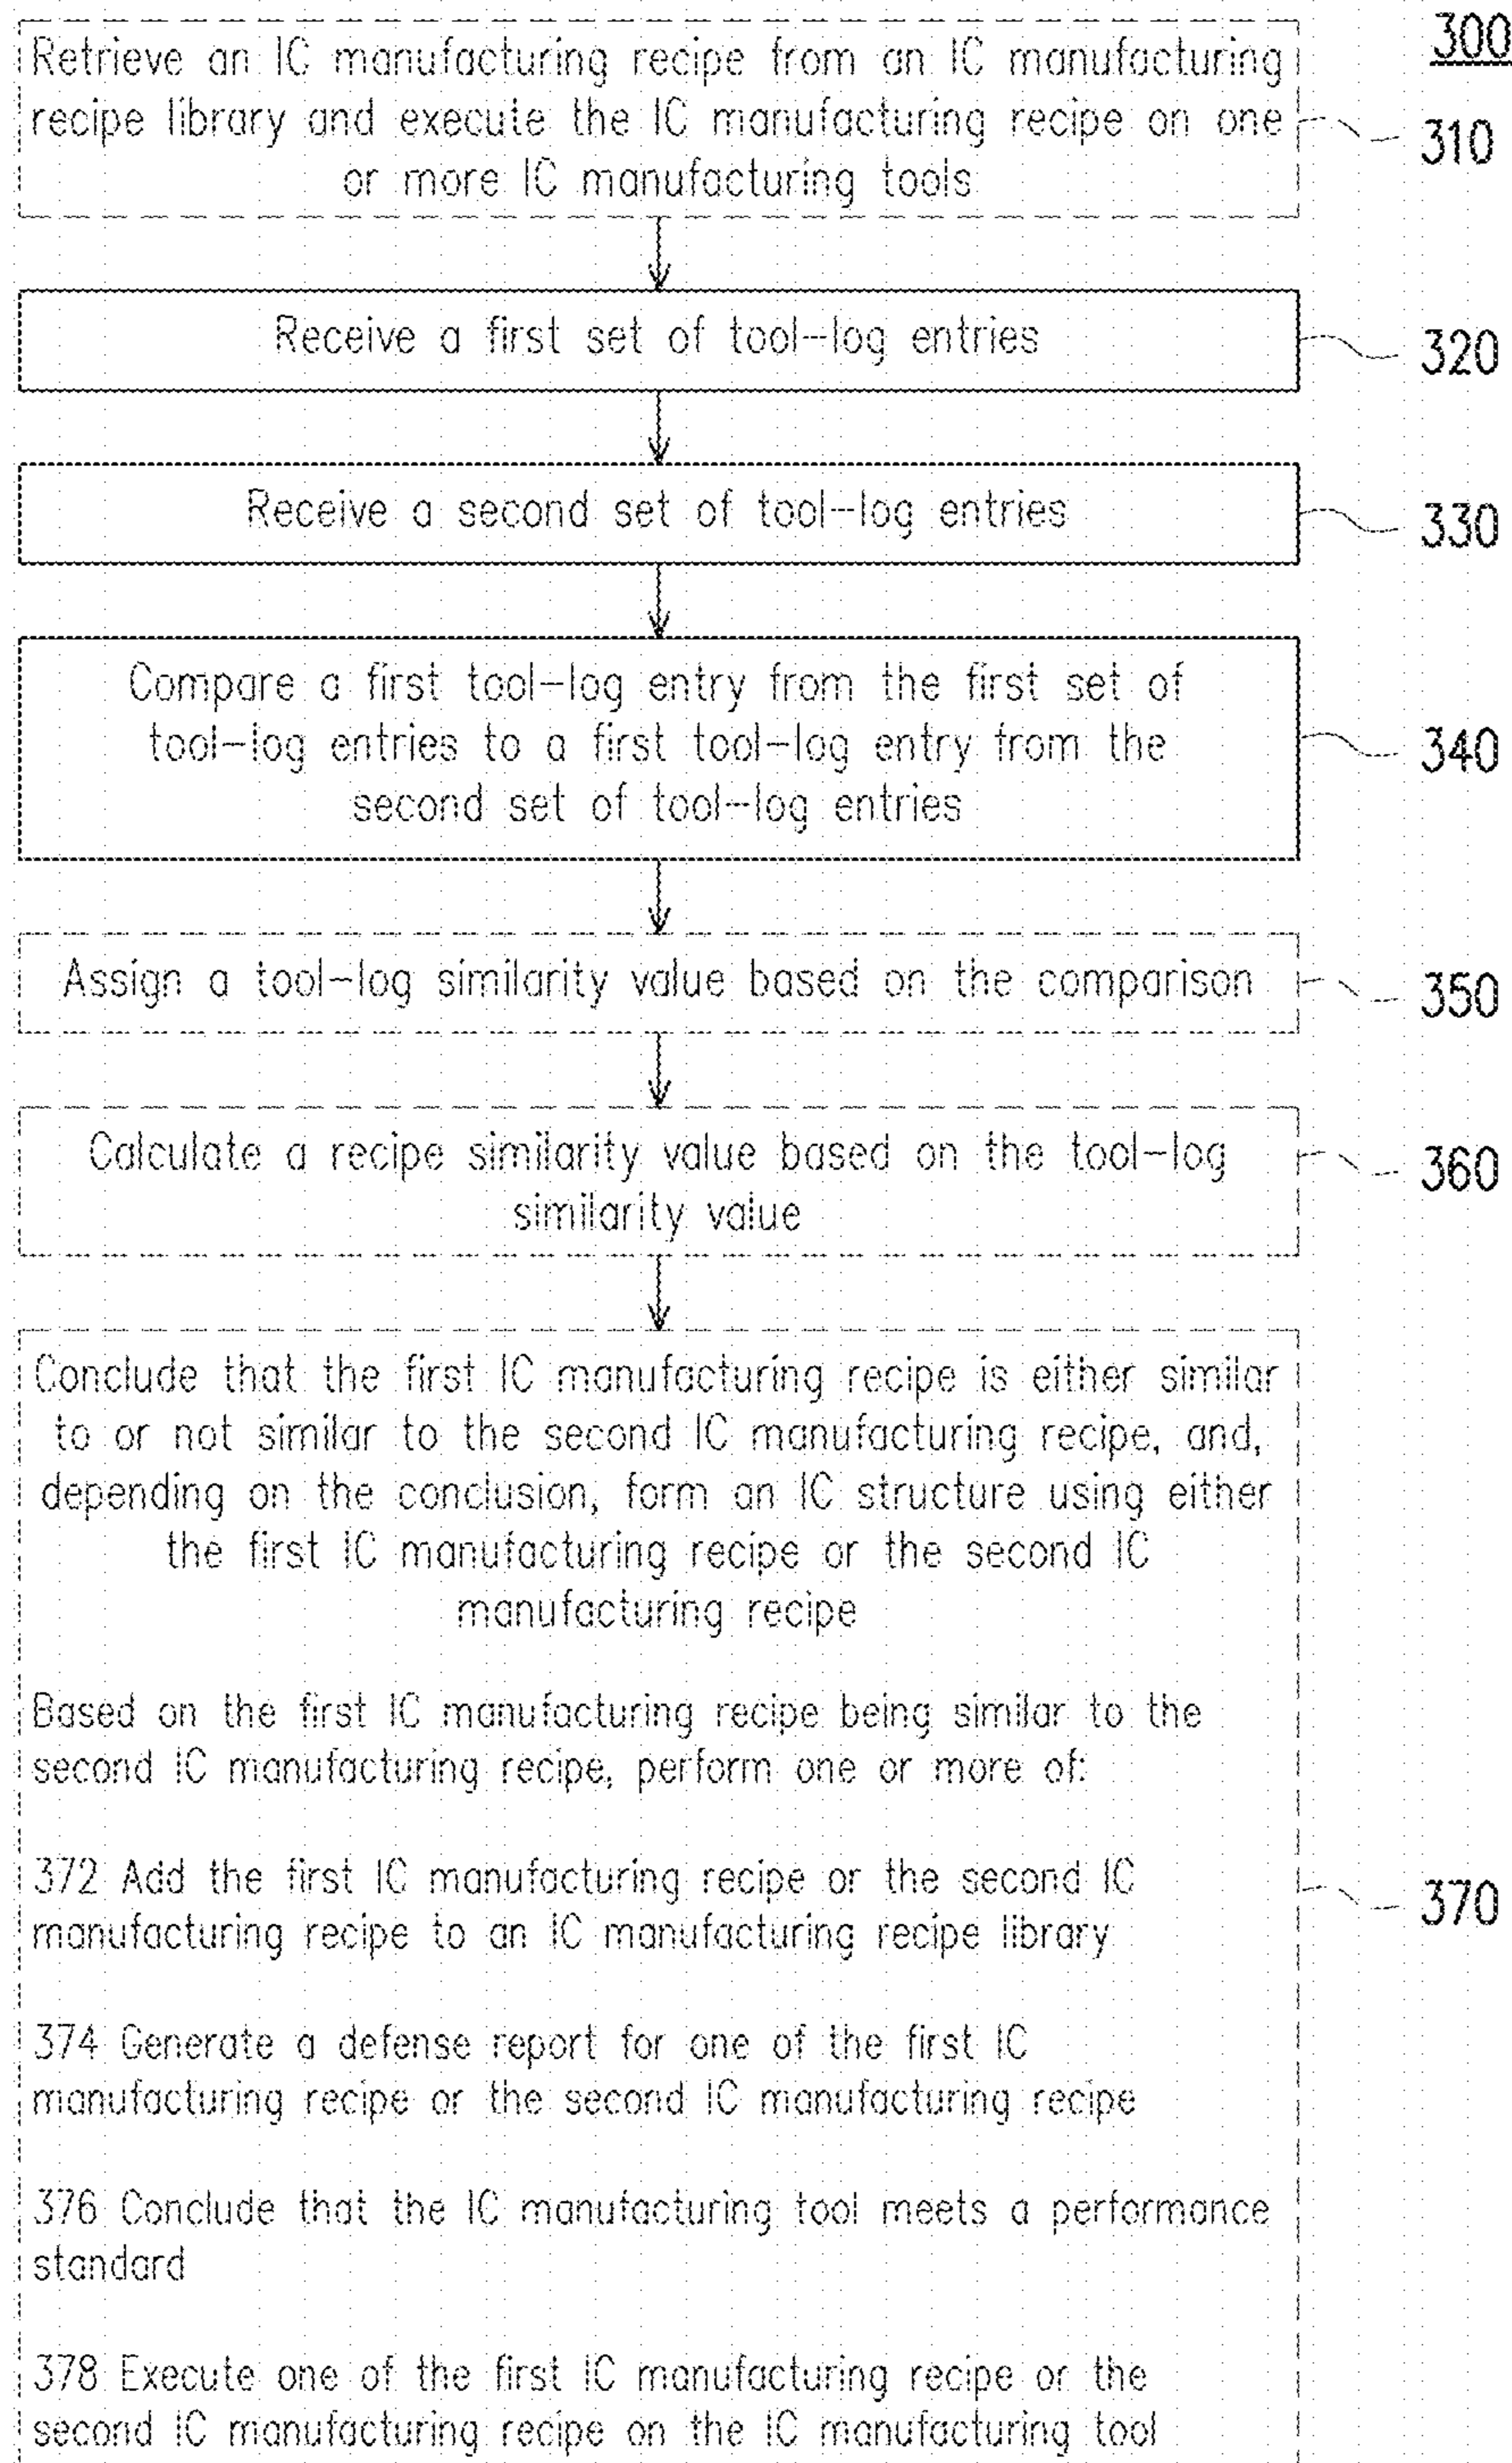 300
Retrieve an IC manufacturing recipe from an IC manufacturing
recipe library and execute the IC manufacturing recipe on one
or more IC manufacturing tools
310
Receive a first set of tool-log entries
320
Receive a second set of tool-log entries
330
Compare a first tool-log entry from the first set of
tool-log entries to a first tool-log entry from the
second set of tool-log entries
340
Assign a tool-log similarity value based on the comparison
350
Calculate a recipe similarity value based on the tool-log
similarity value
360
Conclude that the first IC manufacturing recipe is either similar
to or not similar to the second IC manufacturing recipe, and,
depending on the conclusion, form an IC structure using either
the first IC manufacturing recipe or the second IC
manufacturing recipe
Based on the first IC manufacturing recipe being similar to the
second IC manufacturing recipe, perform one or more of:
372 Add the first IC manufacturing recipe or the second IC
manufacturing recipe to an IC manufacturing recipe library
370
374 Generate a defense report for one of the first IC
manufacturing recipe or the second IC manufacturing recipe
376 Conclude that the IC manufacturing tool meets a performance
standard
378 Execute one of the first IC manufacturing recipe or the
second IC manufacturing recipe on the IC manufacturing tool